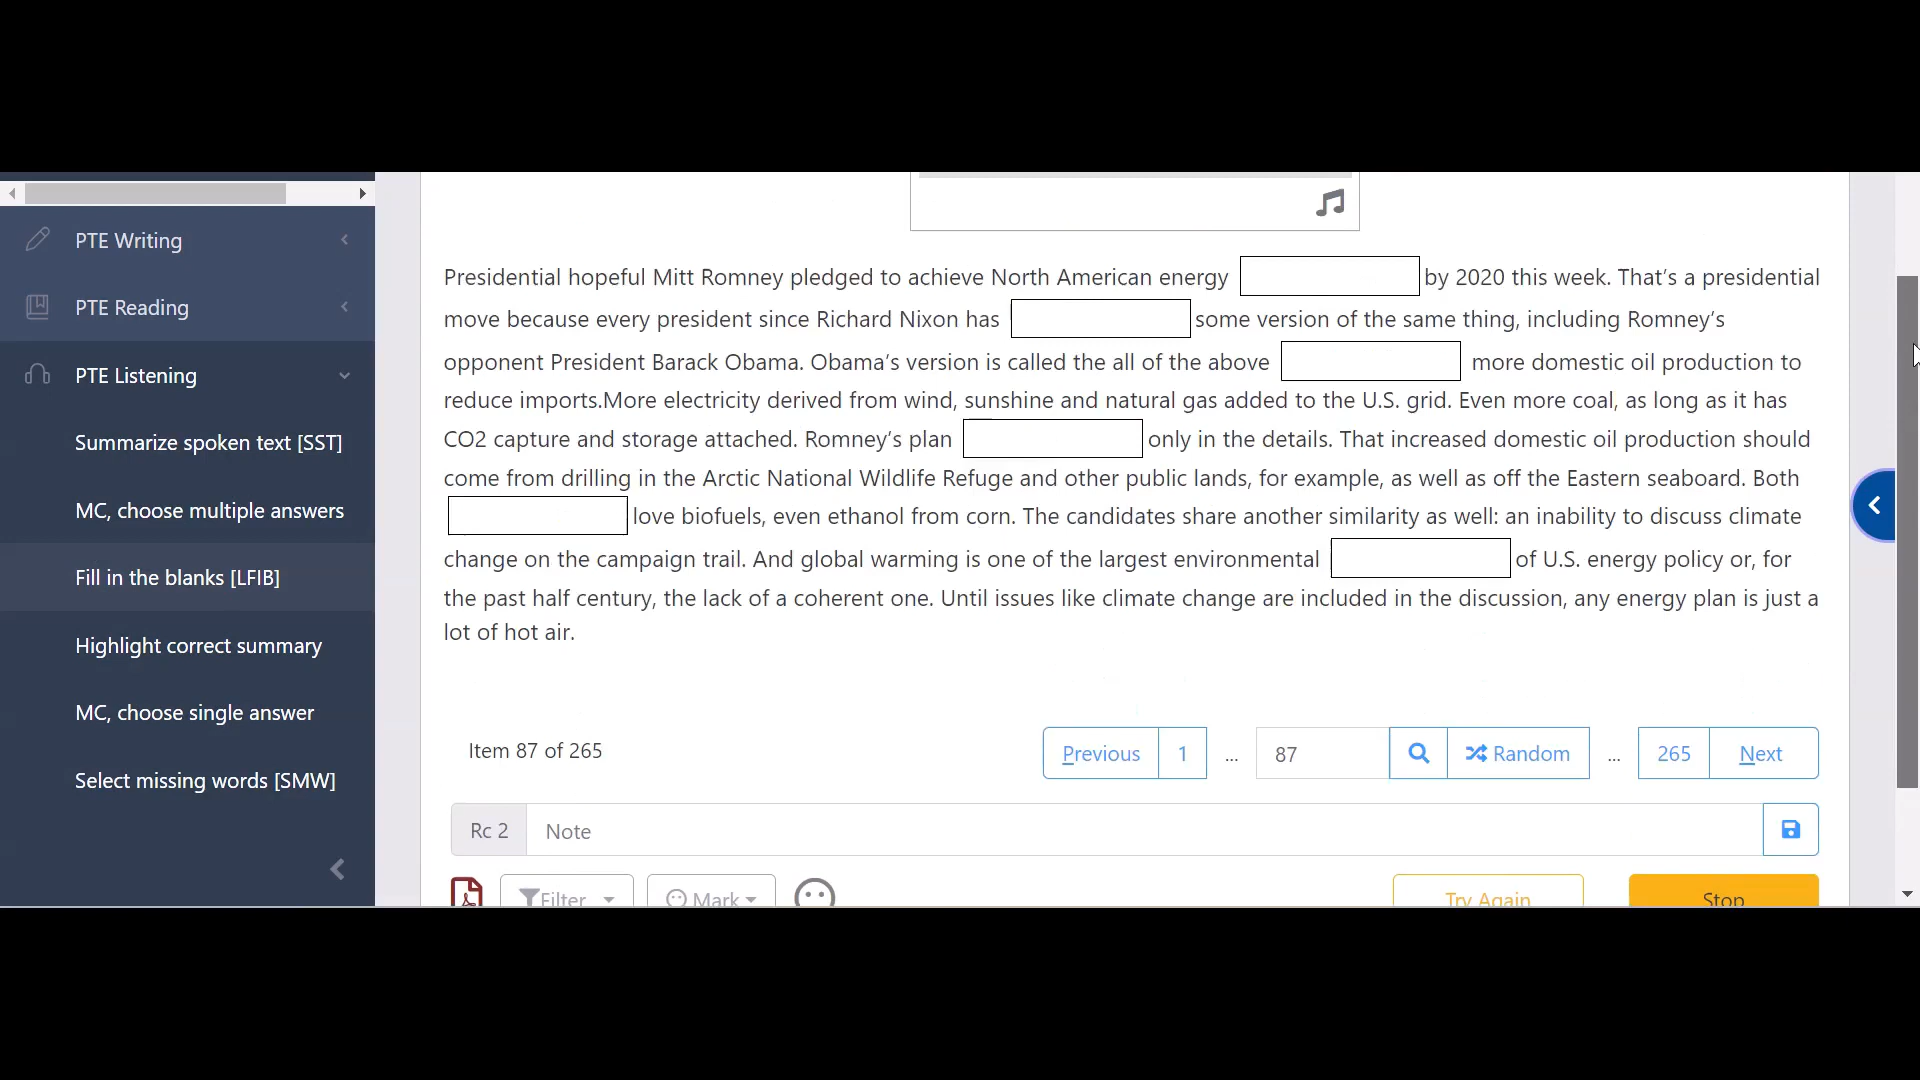 PTE Writing
PTE Reading
PTE Listening
Summarize spoken text [SST]
MC, choose multiple answers
Fill in the blanks [LFIB]
Highlight correct summary
MC, choose single answer
Select missing words [SMW]
Presidential hopeful Mitt Romney pledged to achieve North American energy by 2020 this week. That’s a presidential
move because every president since Richard Nixon has some version of the same thing, including Romney’s
opponent President Barack Obama. Obama’s version is called the all of the above more domestic oil production to
reduce imports.More electricity derived from wind, sunshine and natural gas added to the U.S. grid. Even more coal, as long as it has
CO2 capture and storage attached. Romney’s plan only in the details. That increased domestic oil production should
come from drilling in the Arctic National Wildlife Refuge and other public lands, for example, as well as off the Eastern seaboard. Both
love biofuels, even ethanol from corn. The candidates share another similarity as well: an inability to discuss climate
change on the campaign trail. And global warming is one of the largest environmental of U.S. energy policy or, for
the past half century, the lack of a coherent one. Until issues like climate change are included in the discussion, any energy plan is just a
lot of hot air.
Item 87 of 265
Previous 1 ... 87 Random ... 265 Next
Rc 2 Note
Filter Mark Try Again Stop